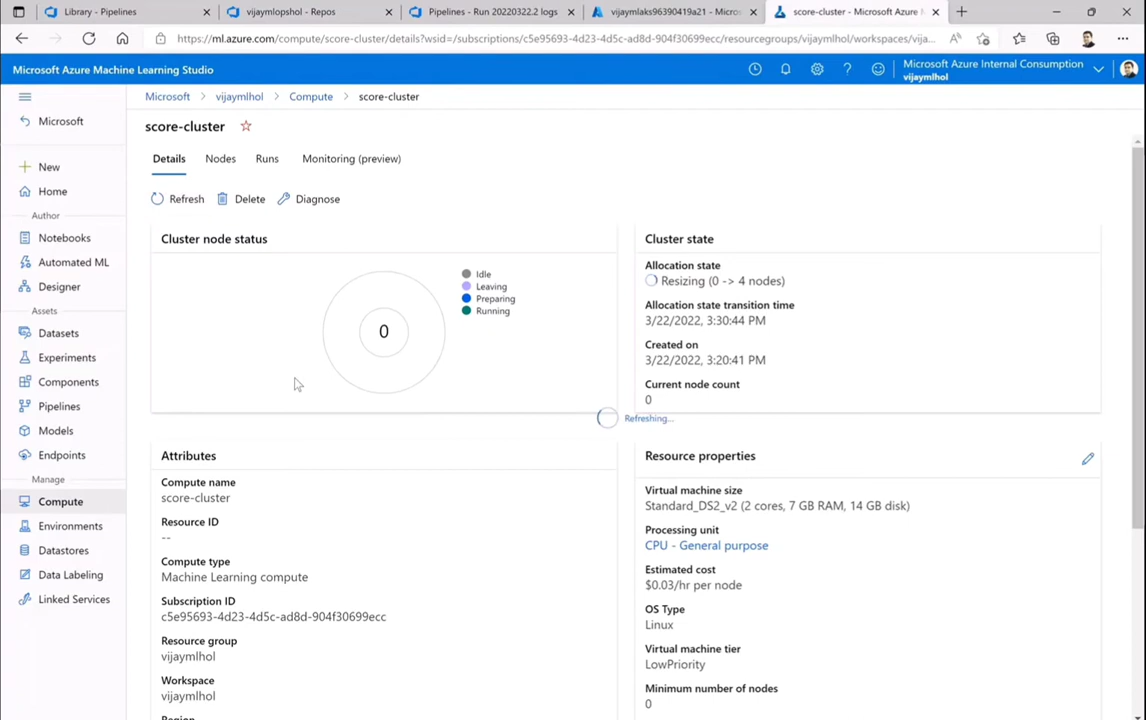 Library - Pipelines
vijaymlopshol - Repos
Pipelines - Run 20220322.2 logs
vijaymlaks96390419a21 - Micros
score-cluster - Microsoft Azure M
https://ml.azure.com/compute/score-cluster/details?wsid=/subscriptions/c5e95693-4d23-4d5c-ad8d-904f30699ecc/resourcegroups/vijaymlhol/workspaces/vija...
Microsoft Azure Machine Learning Studio
Microsoft Azure Internal Consumption
vijaymlhol
Microsoft
vijaymlhol
Compute
score-cluster
Microsoft
New
Home
Author
Notebooks
Automated ML
Designer
Assets
Datasets
Experiments
Components
Pipelines
Models
Endpoints
Manage
Compute
Environments
Datastores
Data Labeling
Linked Services
score-cluster
Details
Nodes
Runs
Monitoring (preview)
Refresh
Delete
Diagnose
Cluster node status
0
Idle
Leaving
Preparing
Running
Cluster state
Allocation state
Resizing (0 -> 4 nodes)
Allocation state transition time
3/22/2022, 3:30:44 PM
Created on
3/22/2022, 3:20:41 PM
Current node count
0
Refreshing...
Attributes
Compute name
score-cluster
Resource ID
--
Compute type
Machine Learning compute
Subscription ID
c5e95693-4d23-4d5c-ad8d-904f30699ecc
Resource group
vijaymlhol
Workspace
vijaymlhol
Region
Resource properties
Virtual machine size
Standard_DS2_v2 (2 cores, 7 GB RAM, 14 GB disk)
Processing unit
CPU - General purpose
Estimated cost
$0.03/hr per node
OS Type
Linux
Virtual machine tier
LowPriority
Minimum number of nodes
0